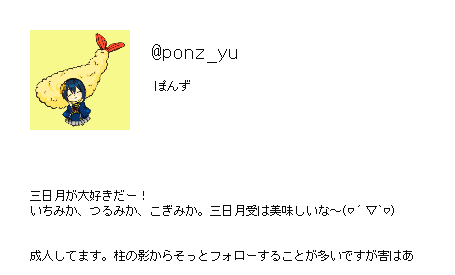 @ponz_yu
ぽんず
三日月が大好きだー！
いちみか、つるみか、こぎみか。三日月受は美味しいな～(♡´▽`♡)
成人してます。柱の影からそっとフォローすることが多いですが害はあ